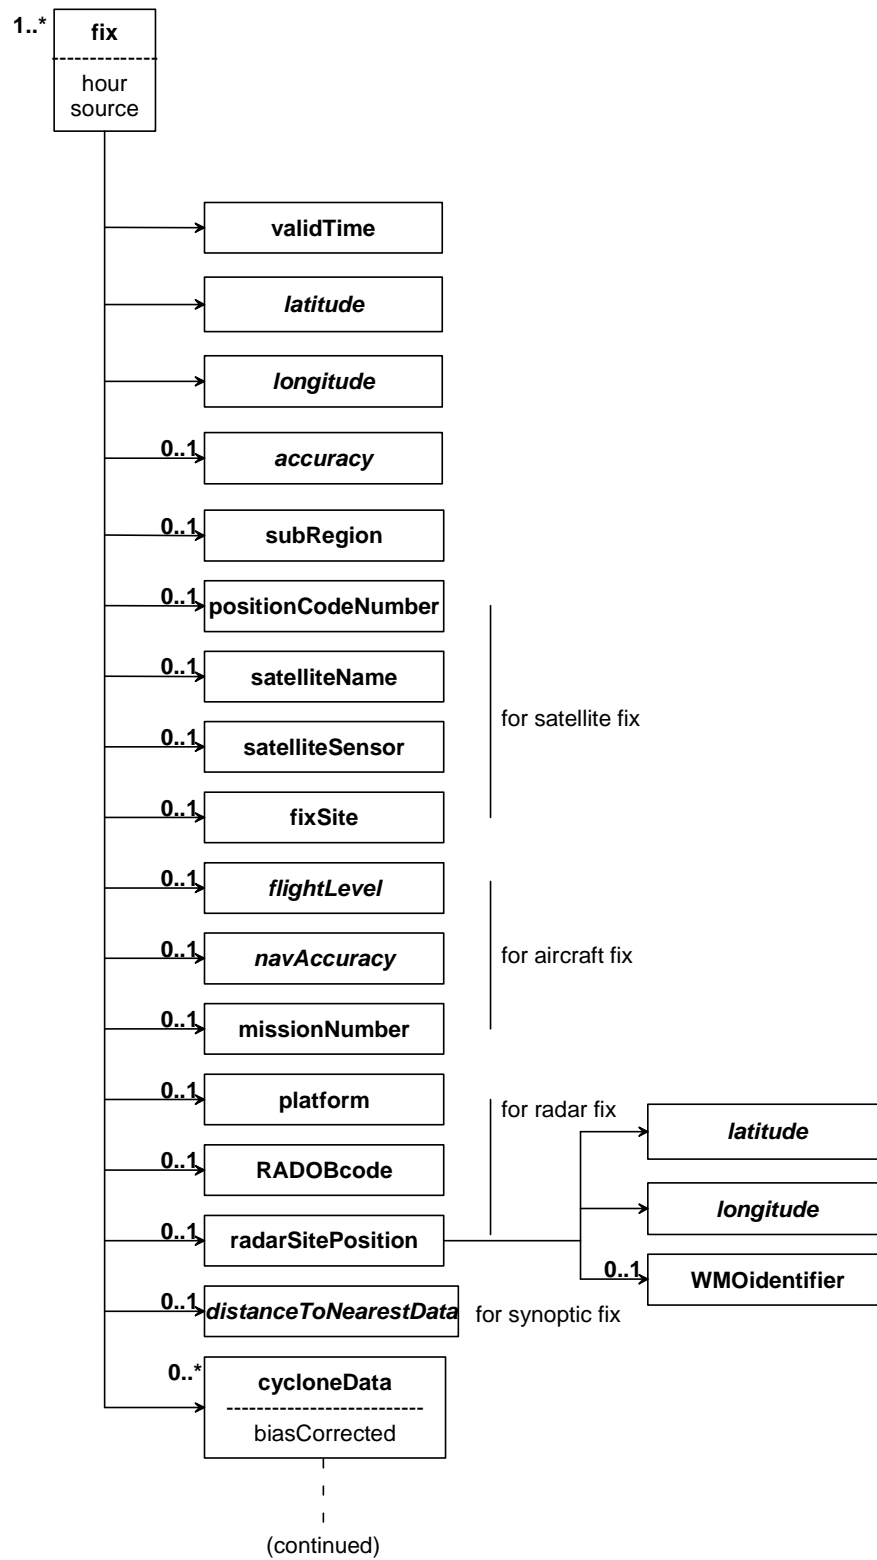 1..*
fix
hour
source
validTime
latitude
longitude
0..1
accuracy
0..1
subRegion
0..1
positionCodeNumber
0..1
satelliteName
for satellite fix
0..1
satelliteSensor
0..1
fixSite
0..1
flightLevel
0..1
navAccuracy
for aircraft fix
0..1
missionNumber
0..1
platform
for radar fix
latitude
0..1
RADOBcode
longitude
0..1
radarSitePosition
0..1
WMOidentifier
0..1
distanceToNearestData
for synoptic fix
0..*
cycloneData
biasCorrected
(continued)